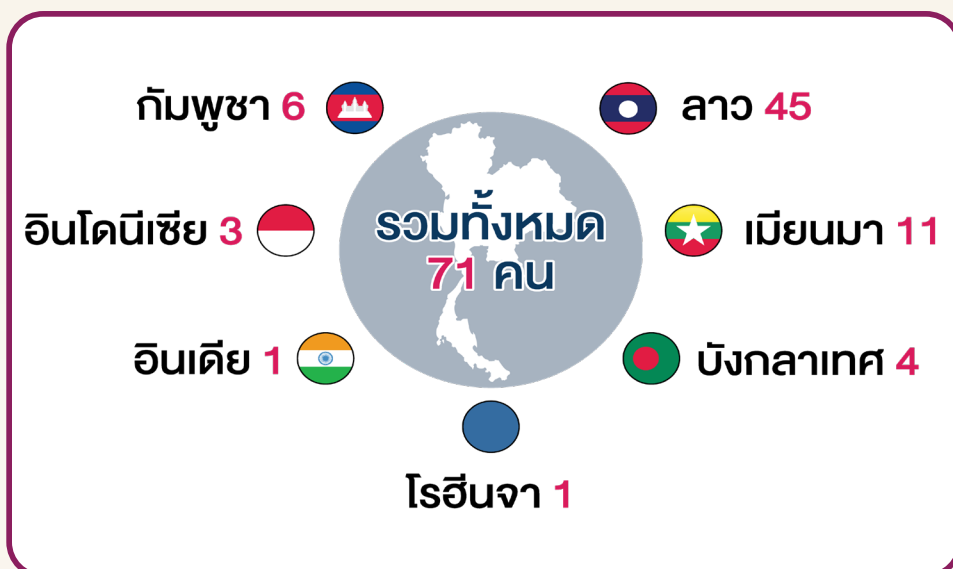 กัมพูชา 6
ลาว 45
อินโดนีเซีย 3
รวมทั้งหมด
71 คน
เมียนมา 11
อินเดีย 1
บังกลาเทศ 4
โรฮีนจา 1